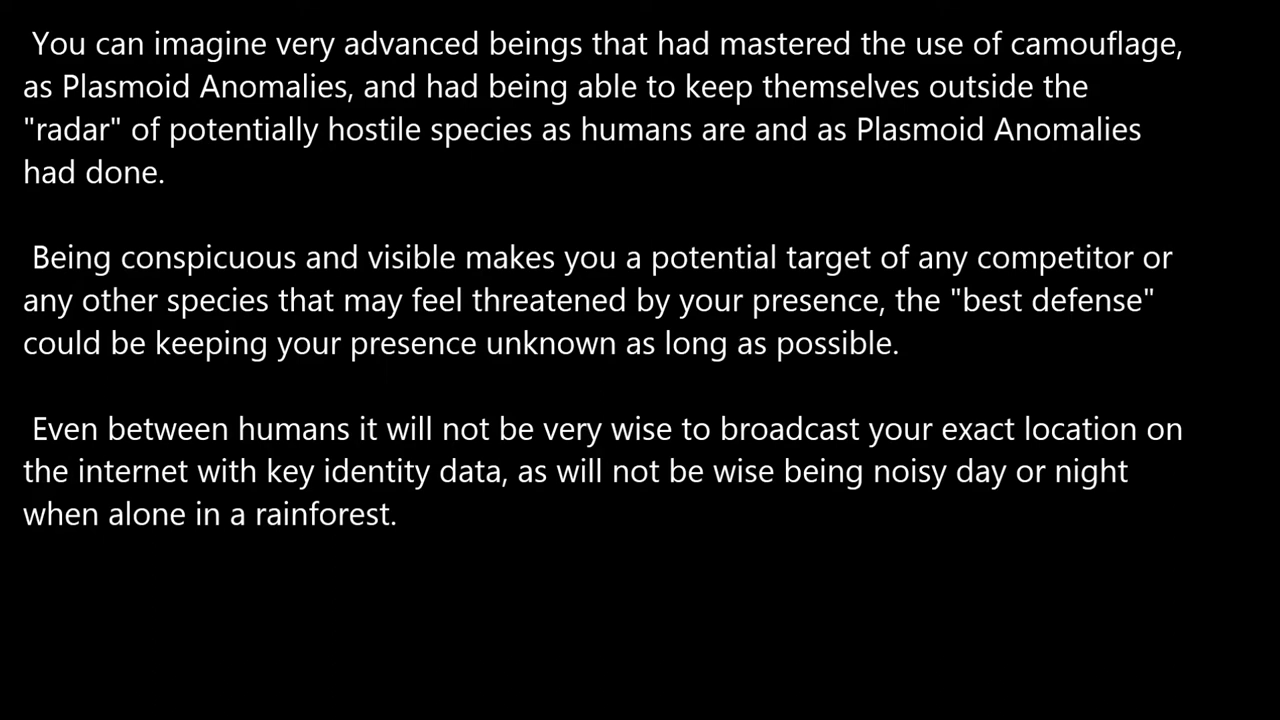 You can imagine very advanced beings that had mastered the use of camouflage,
as Plasmoid Anomalies, and had being able to keep themselves outside the
"radar" of potentially hostile species as humans are and as Plasmoid Anomalies
had done.
Being conspicuous and visible makes you a potential target of any competitor or
any other species that may feel threatened by your presence, the "best defense"
could be keeping your presence unknown as long as possible.
Even between humans it will not be very wise to broadcast your exact location on
the internet with key identity data, as will not be wise being noisy day or night
when alone in a rainforest.